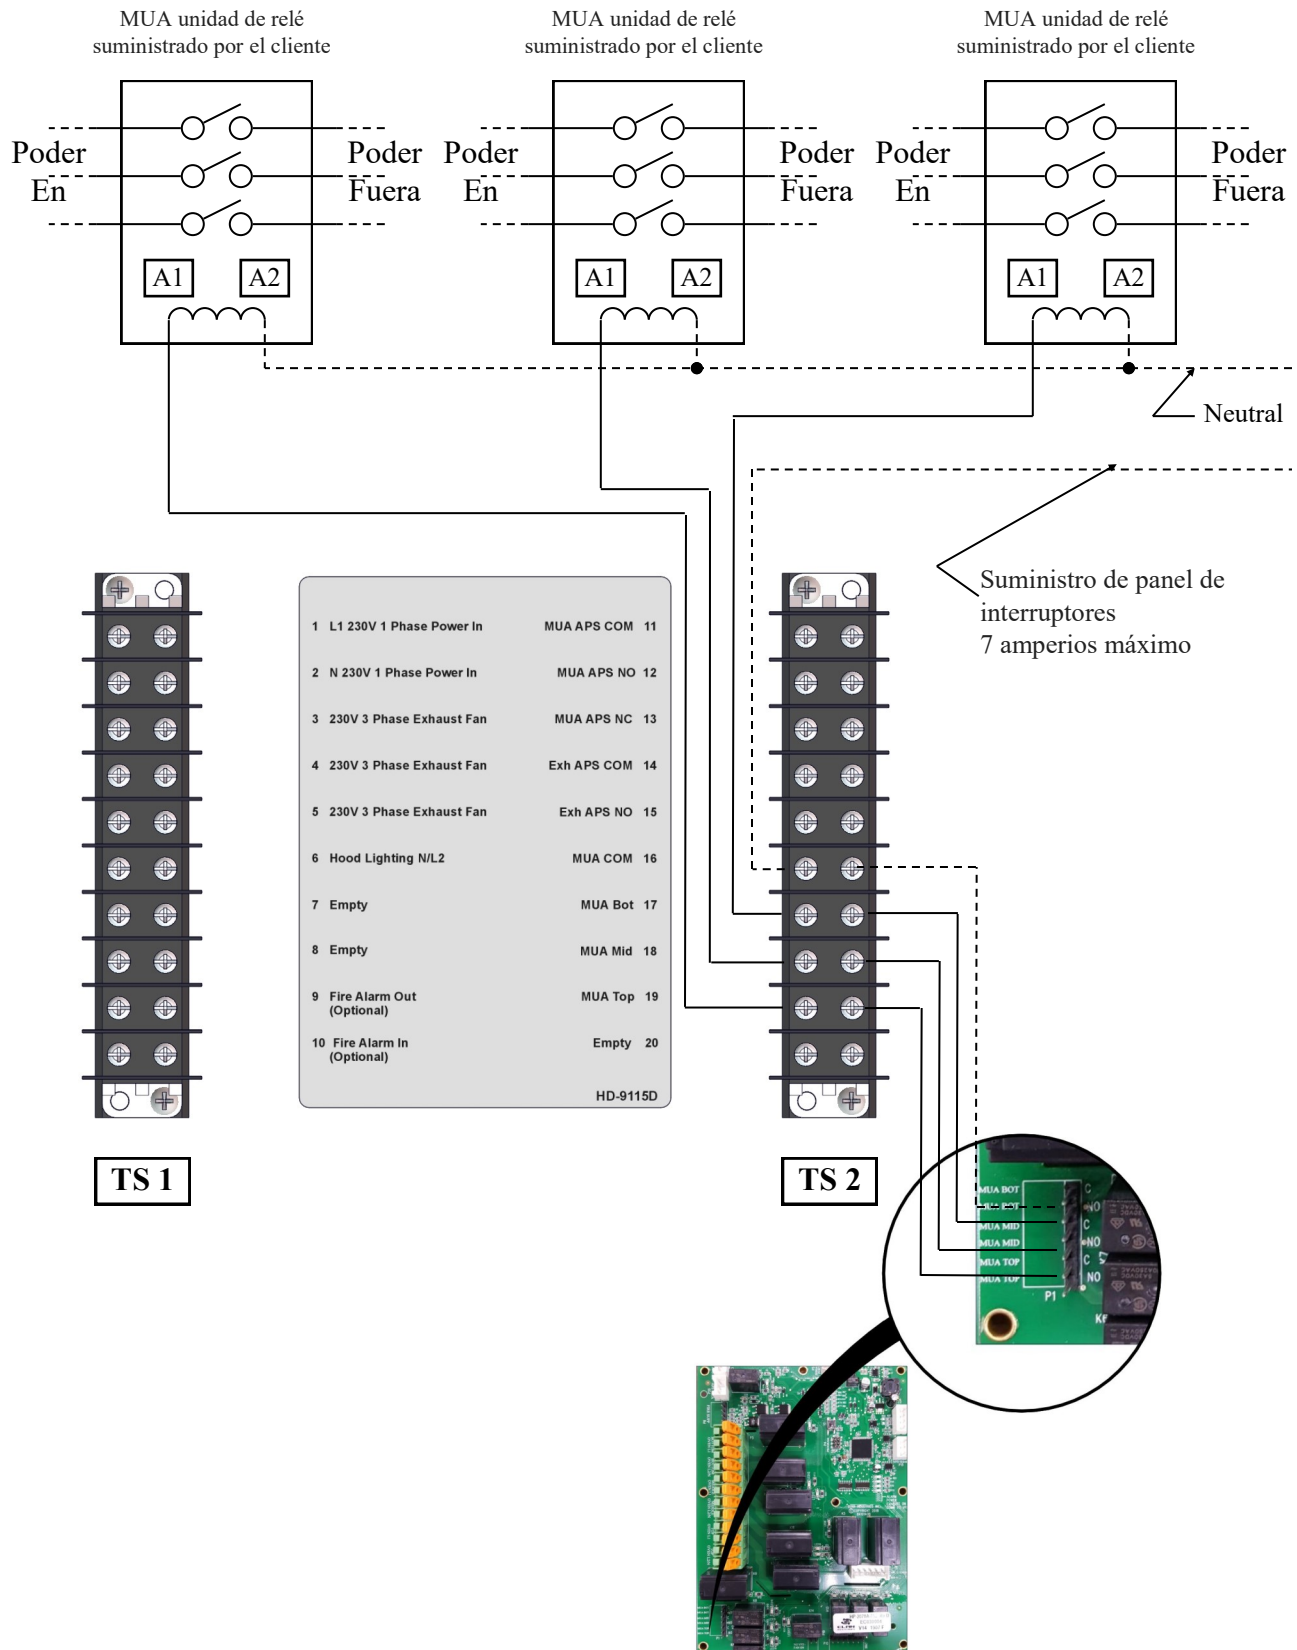 MUA unidad de relé
suministrado por el cliente
MUA unidad de relé
suministrado por el cliente
MUA unidad de relé
suministrado por el cliente
Poder
En
Poder
Fuera
Poder
En
Poder
Fuera
Poder
En
Poder
Fuera
A1
A2
A1
A2
A1
A2
Neutral
Suministro de panel de
interruptores
7 amperios máximo
1 L1 230V 1 Phase Power In
MUA APS COM 11
2 N 230V 1 Phase Power In
MUA APS NO 12
3 230V 3 Phase Exhaust Fan
MUA APS NC 13
4 230V 3 Phase Exhaust Fan
Exh APS COM 14
5 230V 3 Phase Exhaust Fan
Exh APS NO 15
6 Hood Lighting N/L2
MUA COM 16
7 Empty
MUA Bot 17
8 Empty
MUA Mid 18
9 Fire Alarm Out
(Optional)
MUA Top 19
10 Fire Alarm In
(Optional)
Empty 20
HD-9115D
TS 1
TS 2
MUA BOT C
MUA BOT NO
MUA MID C
MUA MID NO
MUA TOP C
MUA TOP NO
P1